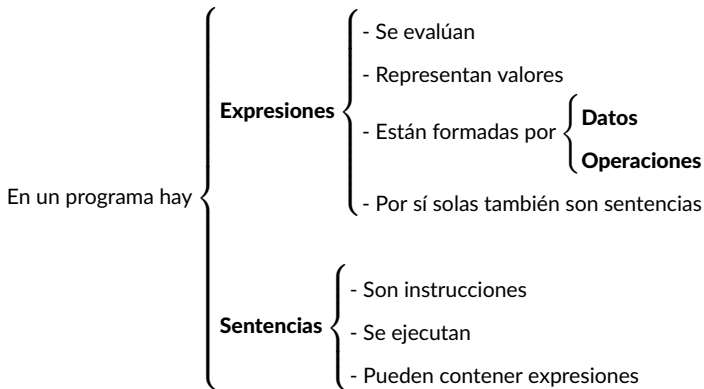 - Se evalúan
- Representan valores
Expresiones
- Están formadas por
Datos
Operaciones
- Por sí solas también son sentencias
En un programa hay
- Son instrucciones
Sentencias
- Se ejecutan
- Pueden contener expresiones